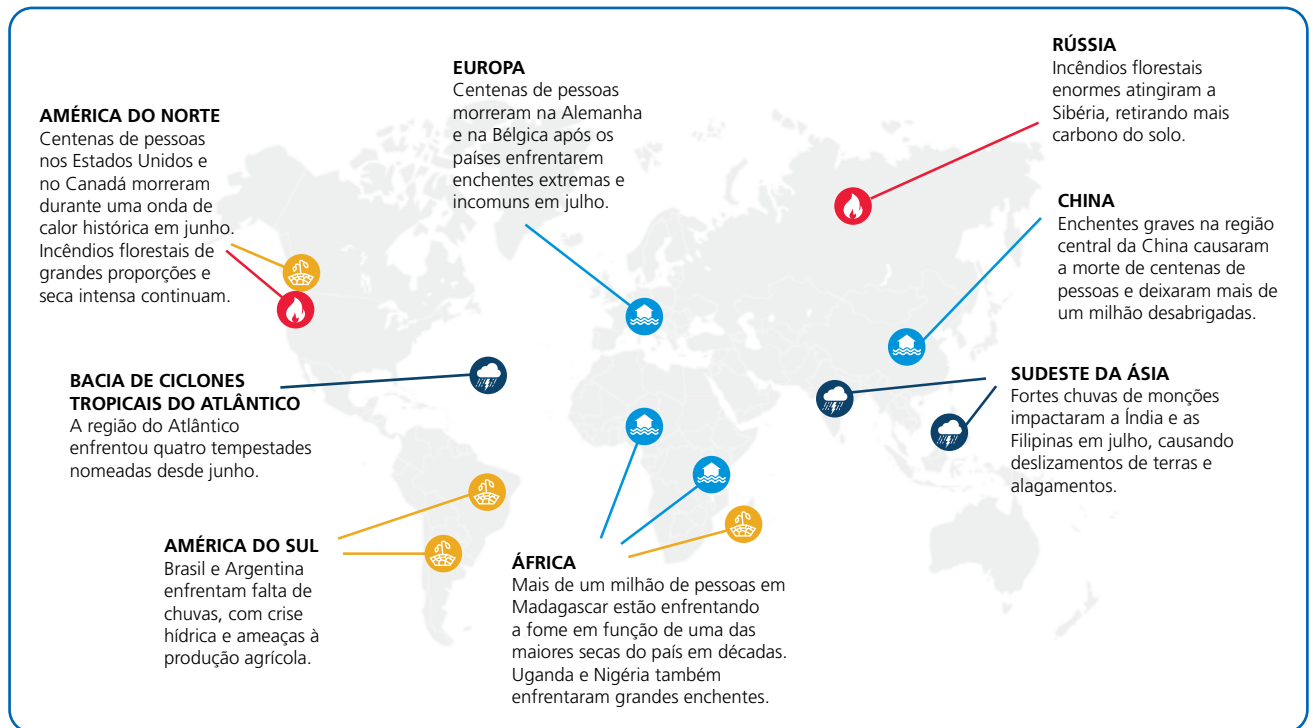 AMÉRICA DO NORTE
Centenas de pessoas
nos Estados Unidos e
no Canadá morreram
durante uma onda de
calor histórica em junho.
Incêndios florestais de
grandes proporções e
seca intensa continuam.
EUROPA
Centenas de pessoas
morreram na Alemanha
e na Bélgica após os
países enfrentarem
enchentes extremas e
incomuns em julho.
RÚSSIA
Incêndios florestais
enormes atingiram a
Sibéria, retirando mais
carbono do solo.
CHINA
Enchentes graves na região
central da China causaram
a morte de centenas de
pessoas e deixaram mais de
um milhão desabrigadas.
BACIA DE CICLONES
TROPICAIS DO ATLÂNTICO
A região do Atlântico
enfrentou quatro tempestades
nomeadas desde junho.
SUDESTE DA ÁSIA
Fortes chuvas de monções
impactaram a Índia e as
Filipinas em julho, causando
deslizamentos de terras e
alagamentos.
AMÉRICA DO SUL
Brasil e Argentina
enfrentam falta de
chuvas, com crise
hídrica e ameaças à
produção agrícola.
ÁFRICA
Mais de um milhão de pessoas em
Madagascar estão enfrentando
a fome em função de uma das
maiores secas do país em décadas.
Uganda e Nigéria também
enfrentaram grandes enchentes.